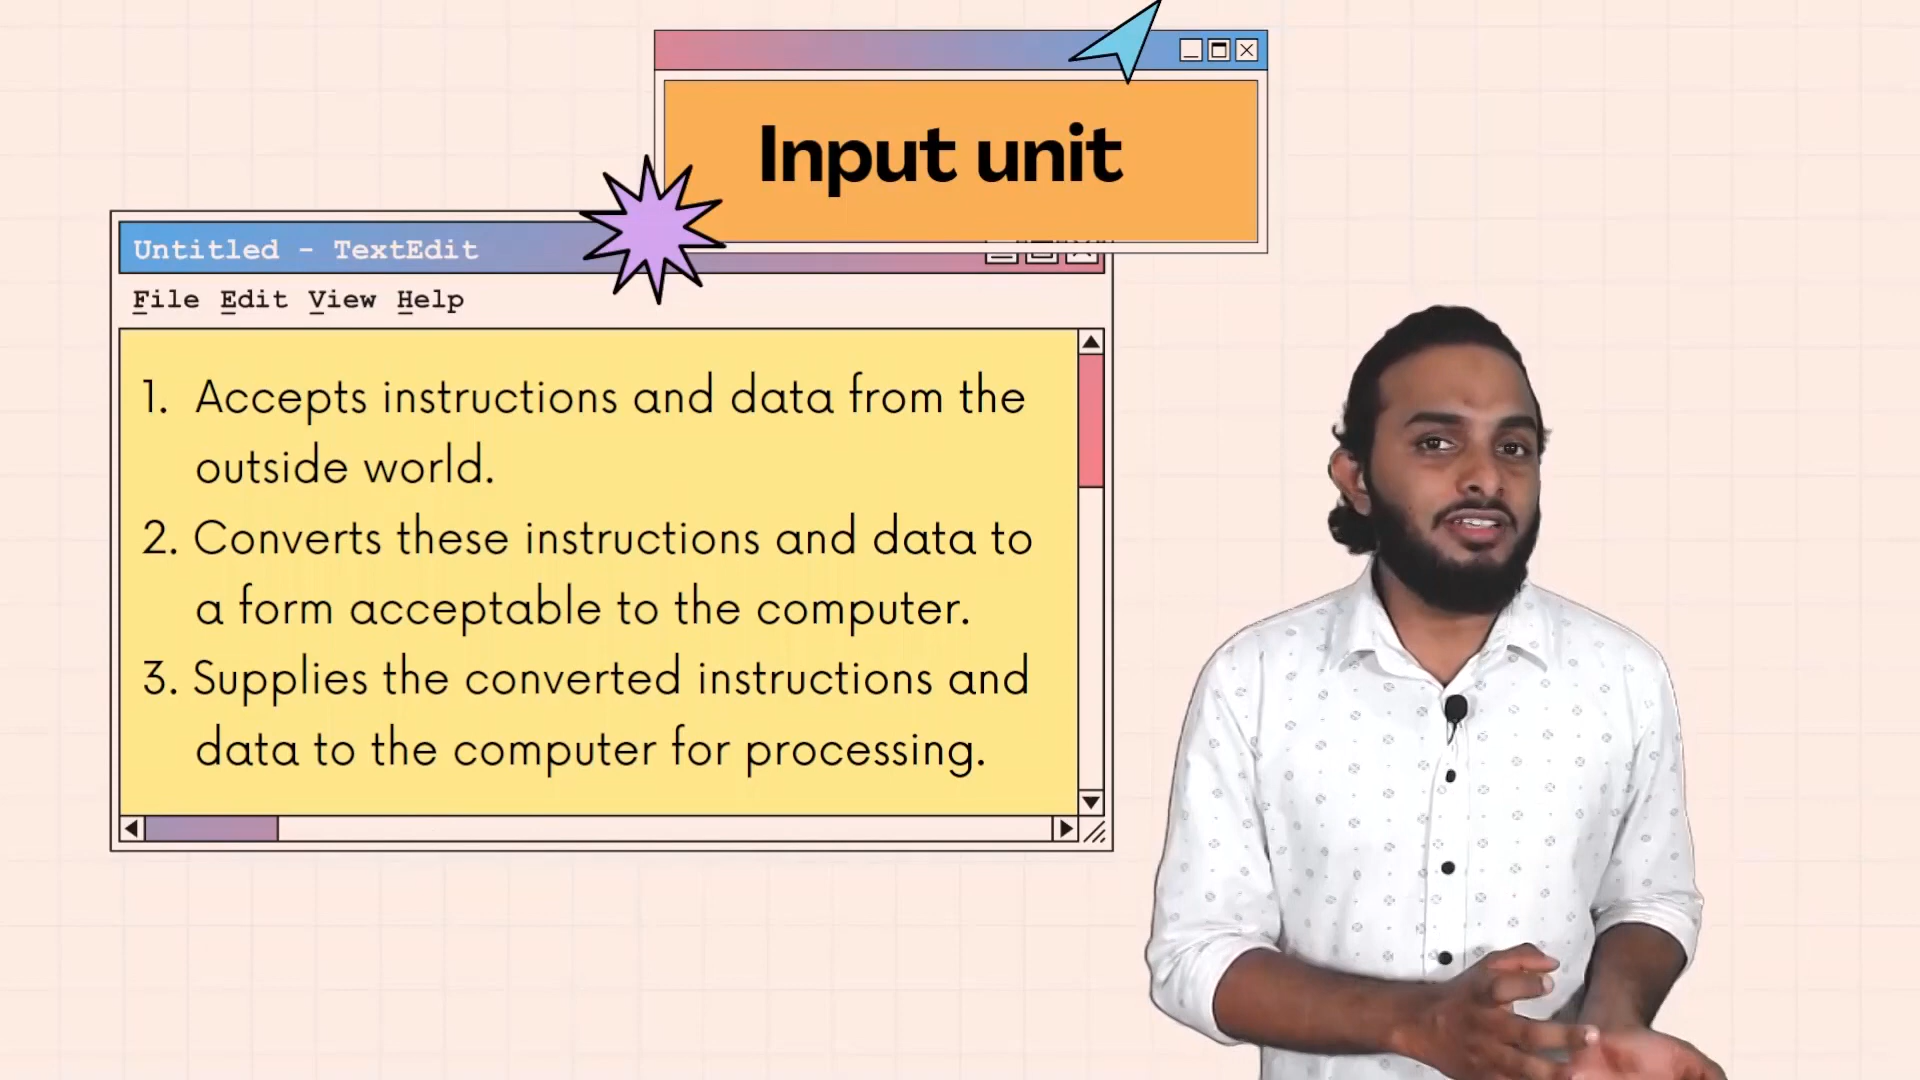 Input unit
Untitled - TextEdit
File Edit View Help
1. Accepts instructions and data from the
outside world.
2. Converts these instructions and data to
a form acceptable to the computer.
3. Supplies the converted instructions and
data to the computer for processing.